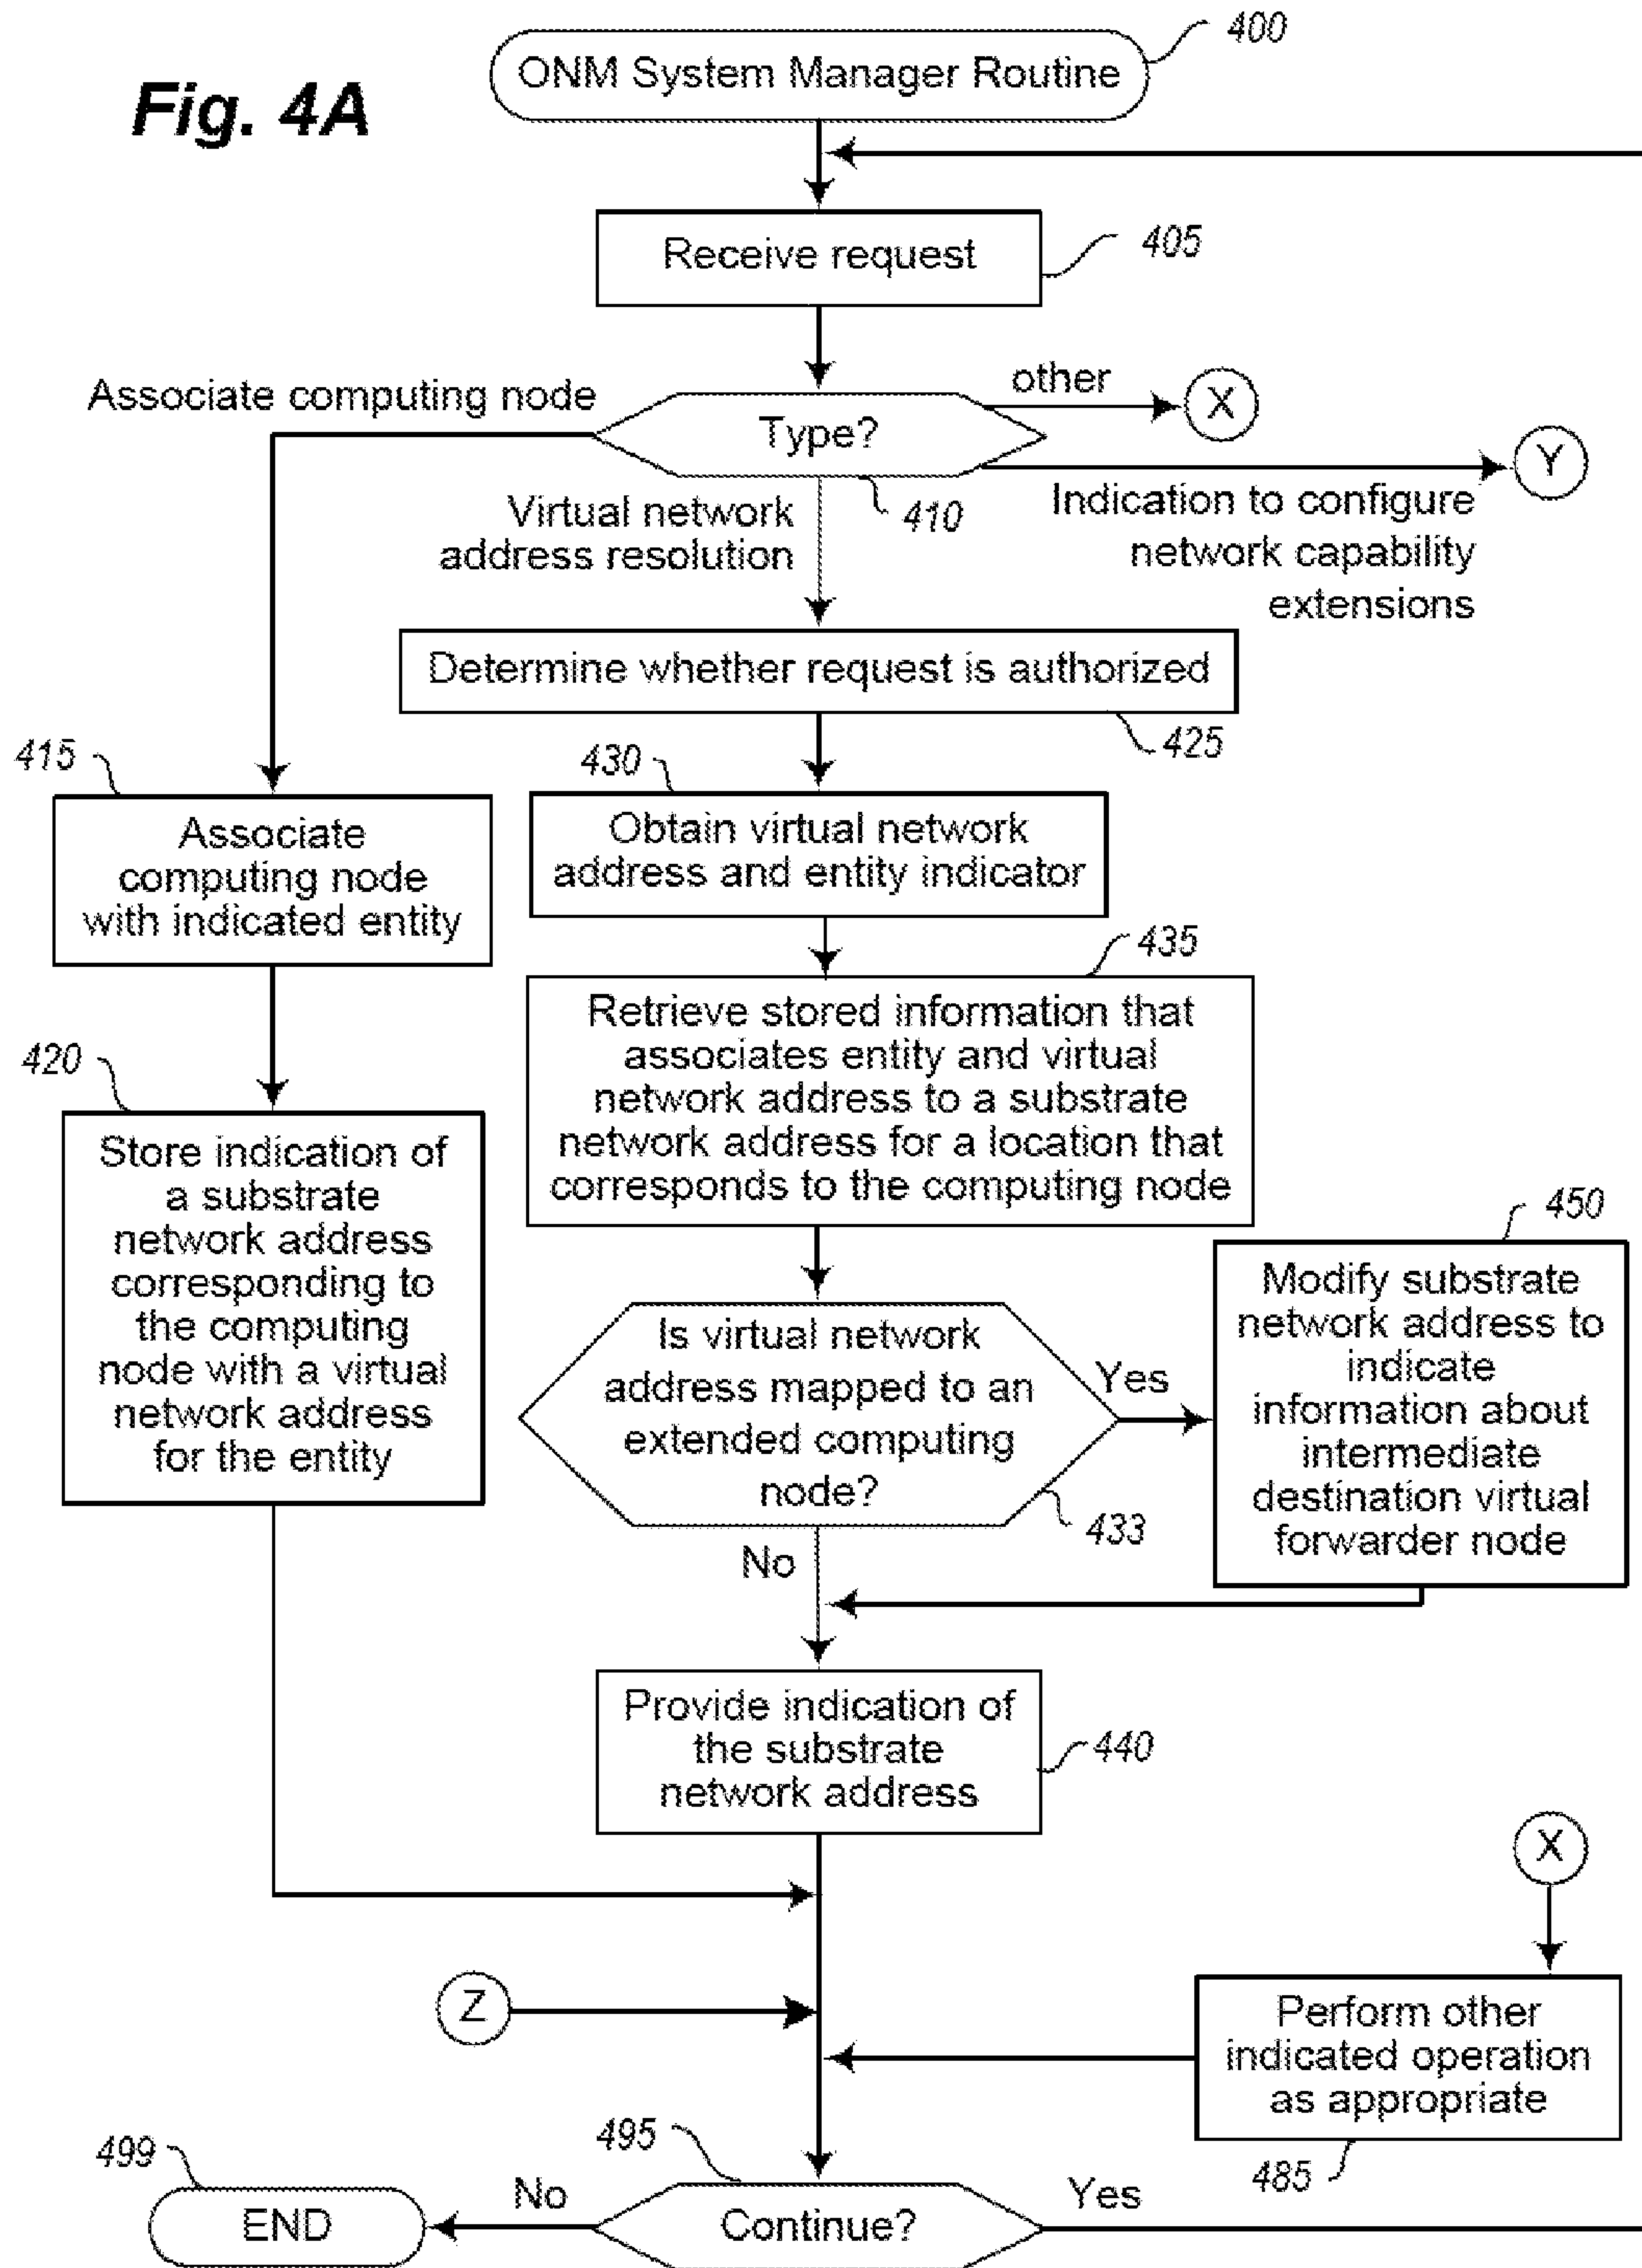 Fig. 4A
ONM System Manager Routine
400
Receive request
405
Associate computing node
Type?
410
other
X
Y
Indication to configure
network capability
extensions
Virtual network
address resolution
Determine whether request is authorized
425
415
Associate
computing node
with indicated entity
430
Obtain virtual network
address and entity indicator
435
Retrieve stored information that
associates entity and virtual
network address to a substrate
network address for a location that
corresponds to the computing node
420
Store indication of
a substrate
network address
corresponding to
the computing
node with a virtual
network address
for the entity
Is virtual network
address mapped to an
extended computing
node?
433
Yes
No
450
Modify substrate
network address to
indicate
information about
intermediate
destination virtual
forwarder node
Provide indication of
the substrate
network address
440
X
Z
Perform other
indicated operation
as appropriate
485
495
Continue?
Yes
No
499
END